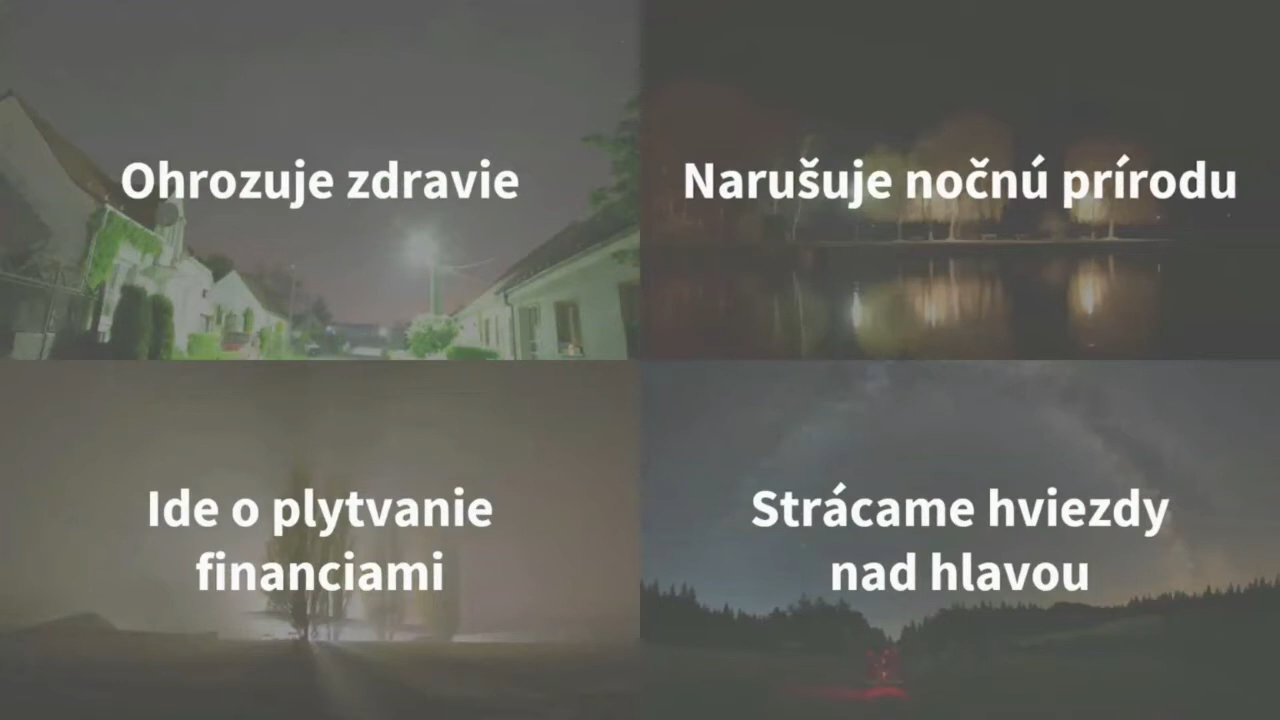 Ohrozuje zdravie
Narušuje nočnú prírodu
Ide o plytvanie
financiami
Strácame hviezdy
nad hlavou